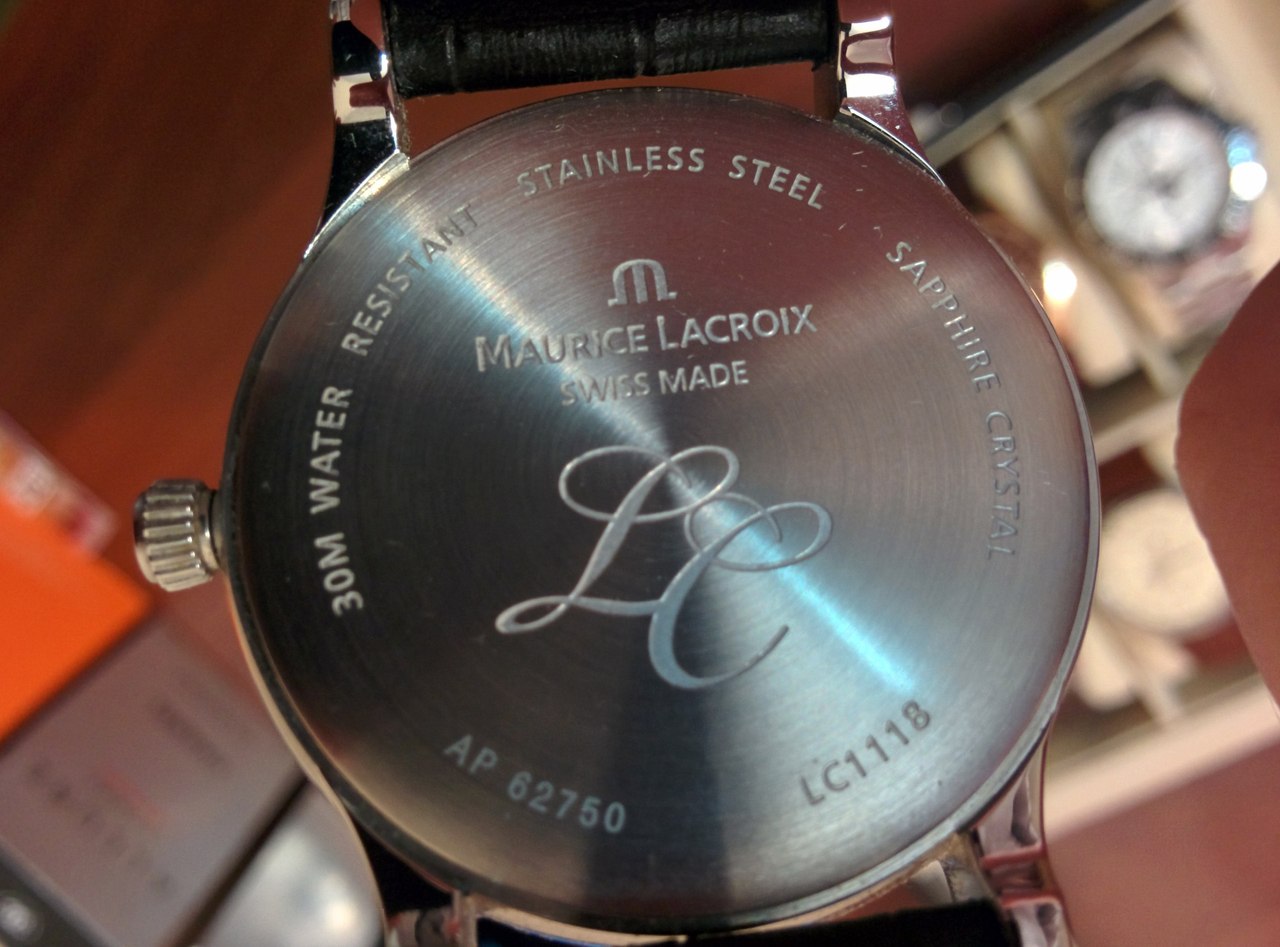 30M WATER RESISTANT STAINLESS STEEL SAPPHIRE CRYSTAL
MAURICE LACROIX
SWISS MADE
LC
AP 62750
LC1118